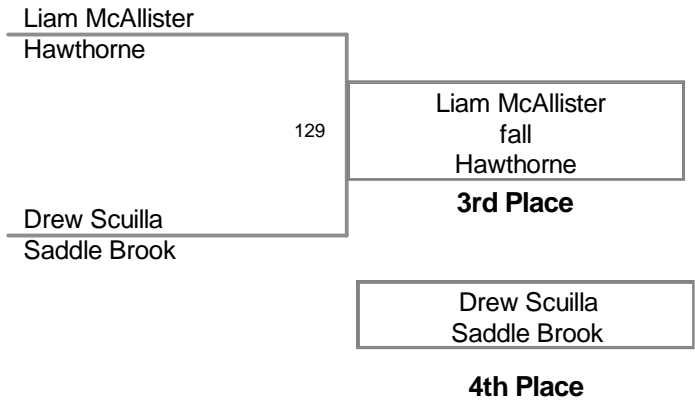 Liam McAllister
Hawthorne
129
Liam McAllister
fall
Hawthorne
3rd Place
Drew Scuilla
Saddle Brook
Drew Scuilla
Saddle Brook
4th Place